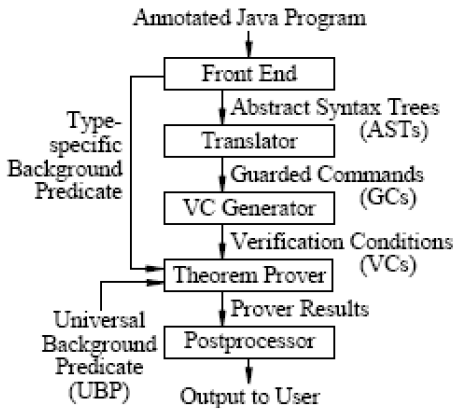 Annotated Java Program
Front End
Abstract Syntax Trees
(ASTs)
Type-
specific
Background
Predicate
Translator
Guarded Commands
(GCs)
VC Generator
Verification Conditions
(VCs)
Theorem Prover
Prover Results
Universal
Background
Predicate
(UBP)
Postprocessor
Output to User